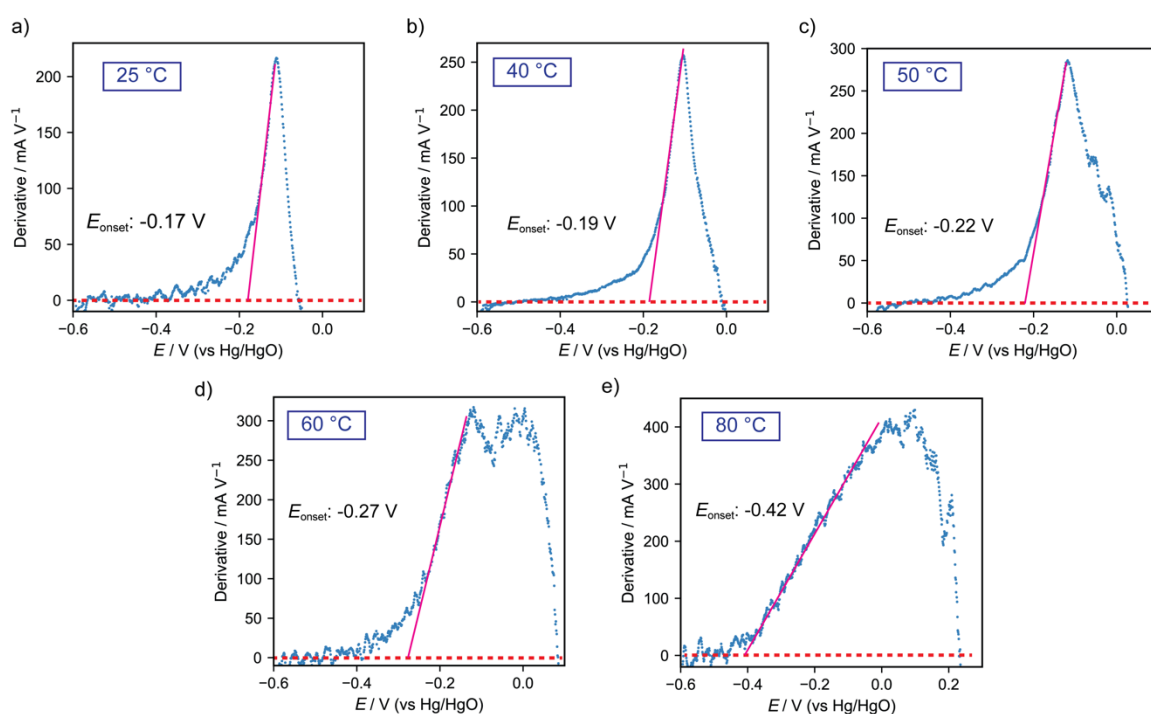 a)
25 °C
Derivative / mA V⁻¹
200
150
100
50
0
E_onset: -0.17 V
−0.6 −0.4 −0.2 0.0
E / V (vs Hg/HgO)
b)
40 °C
Derivative / mA V⁻¹
250
200
150
100
50
0
E_onset: -0.19 V
−0.6 −0.4 −0.2 0.0
E / V (vs Hg/HgO)
c)
50 °C
Derivative / mA V⁻¹
300
250
200
150
100
50
0
E_onset: -0.22 V
−0.6 −0.4 −0.2 0.0
E / V (vs Hg/HgO)
d)
60 °C
Derivative / mA V⁻¹
300
250
200
150
100
50
0
E_onset: -0.27 V
−0.6 −0.4 −0.2 0.0
E / V (vs Hg/HgO)
e)
80 °C
Derivative / mA V⁻¹
400
300
200
100
0
E_onset: -0.42 V
−0.6 −0.4 −0.2 0.0 0.2
E / V (vs Hg/HgO)